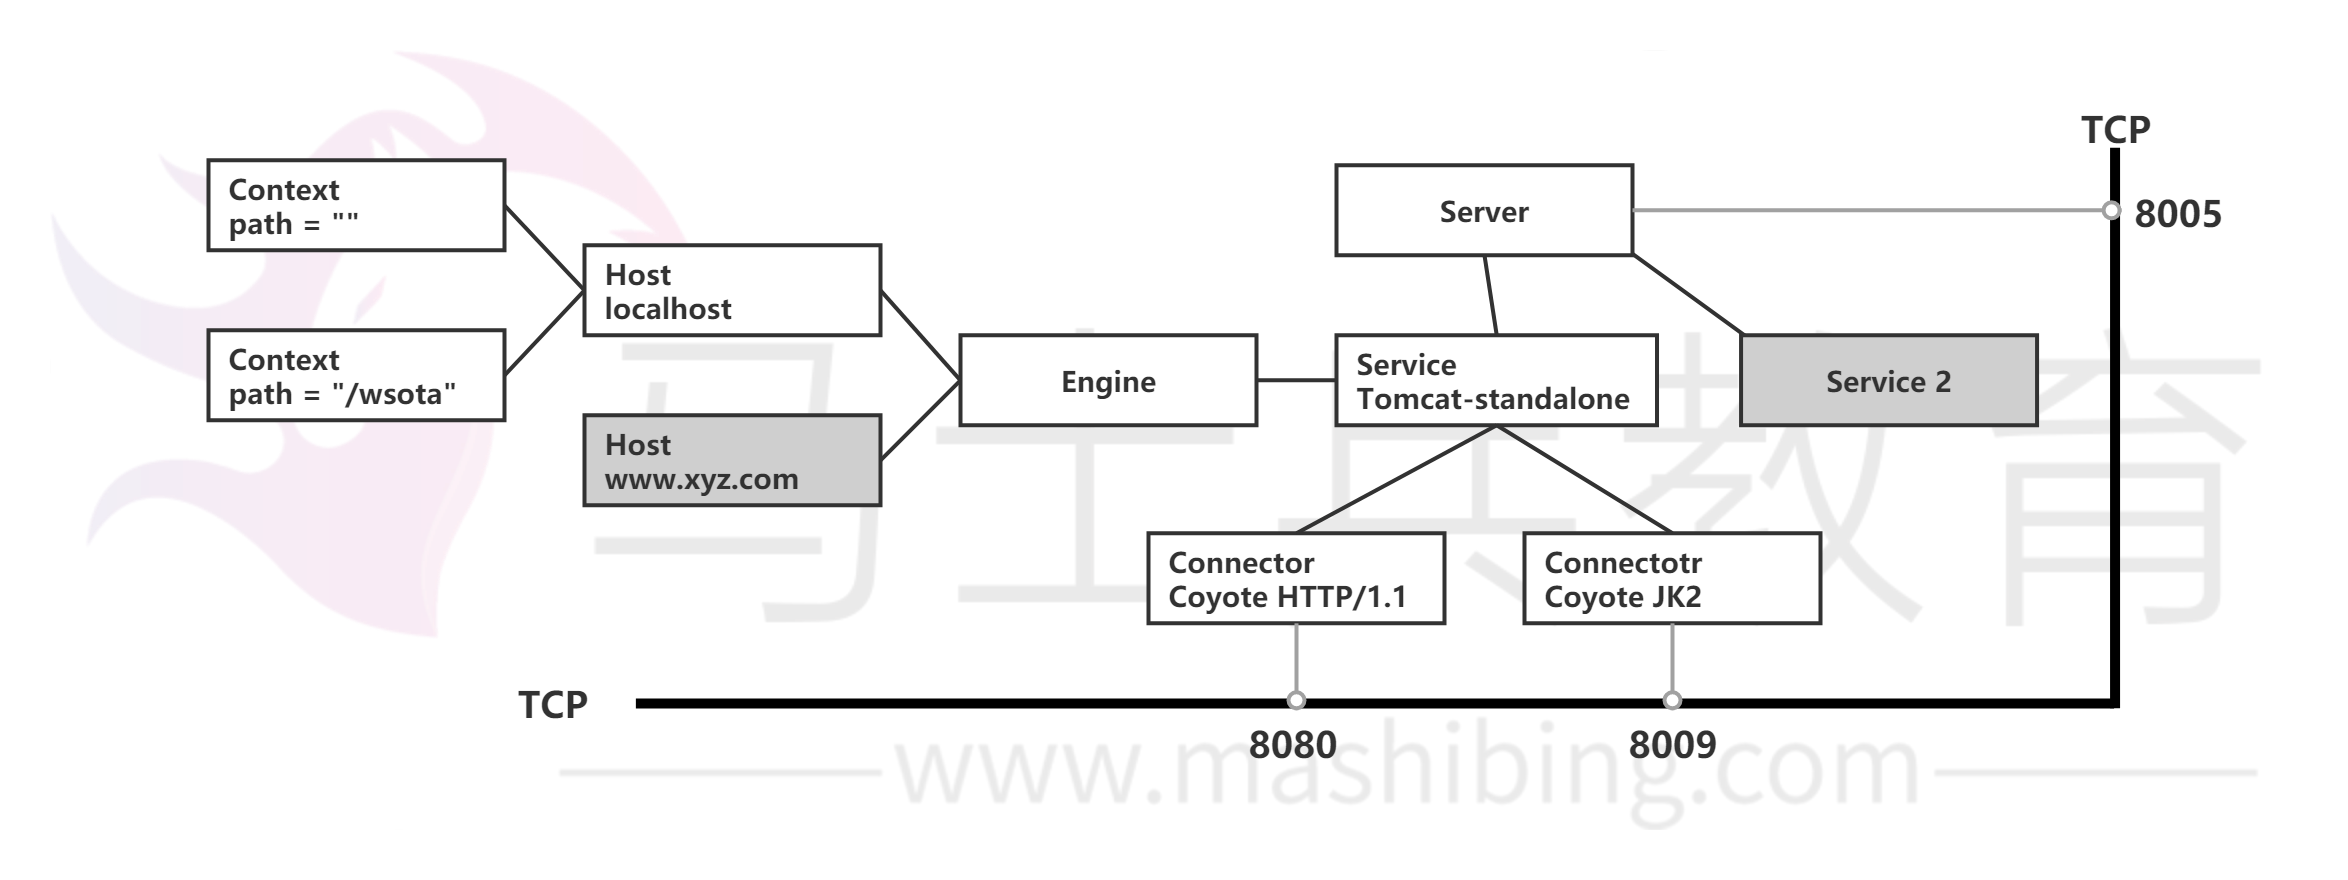 TCP
Context
path = ""
Server
8005
Host
localhost
Context
path = "/wsota"
Engine
Service
Tomcat-standalone
Service 2
Host
www.xyz.com
Connector
Coyote HTTP/1.1
Connectotr
Coyote JK2
TCP
8080
8009
马士兵教育
www.mashibing.com